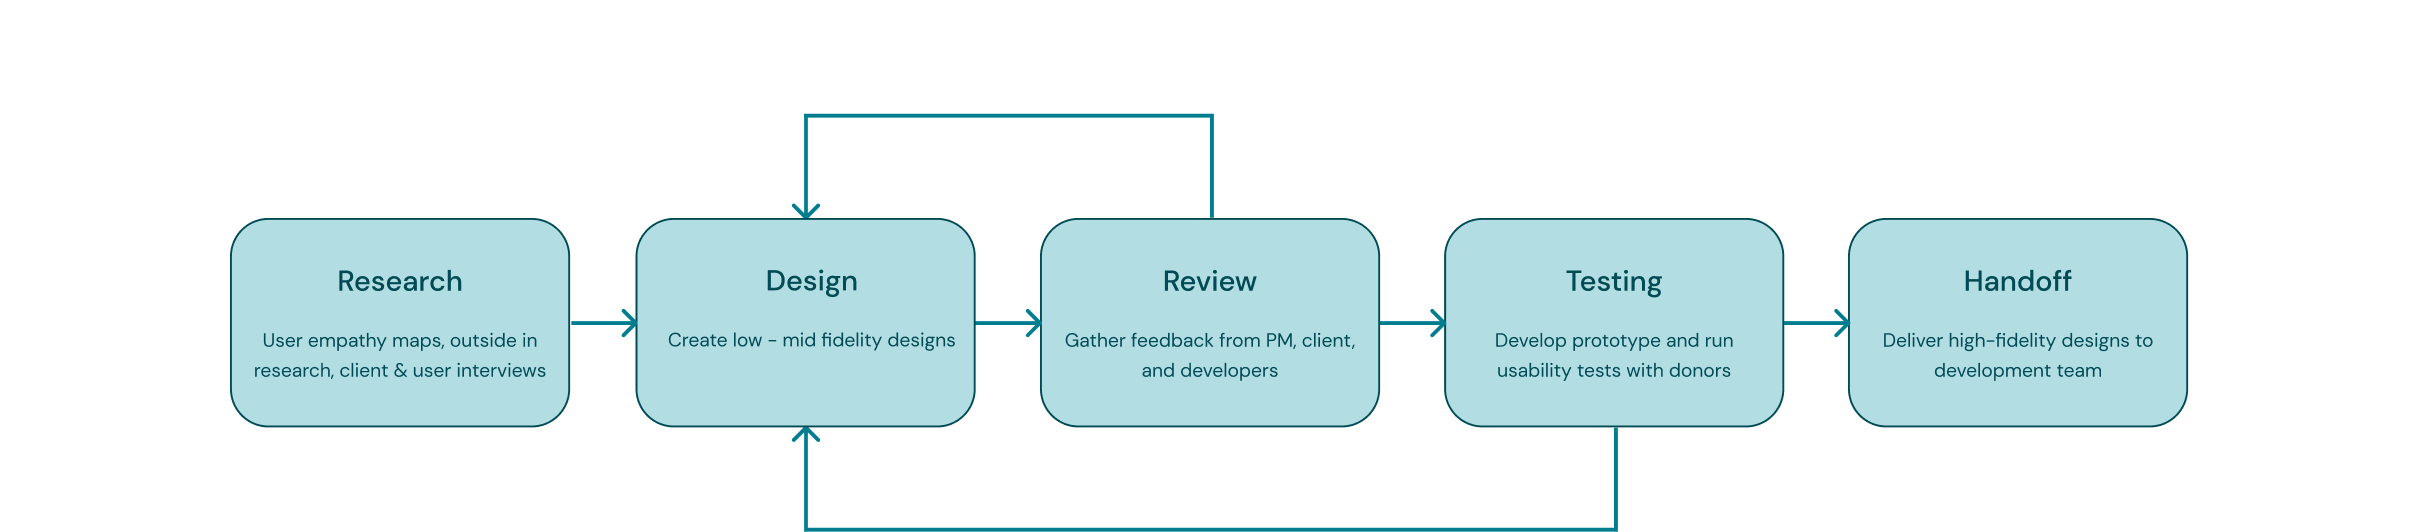 Research
User empathy maps, outside in
research, client & user interviews
Design
Create low - mid fidelity designs
Review
Gather feedback from PM, client,
and developers
Testing
Develop prototype and run
usability tests with donors
Handoff
Deliver high-fidelity designs to
development team